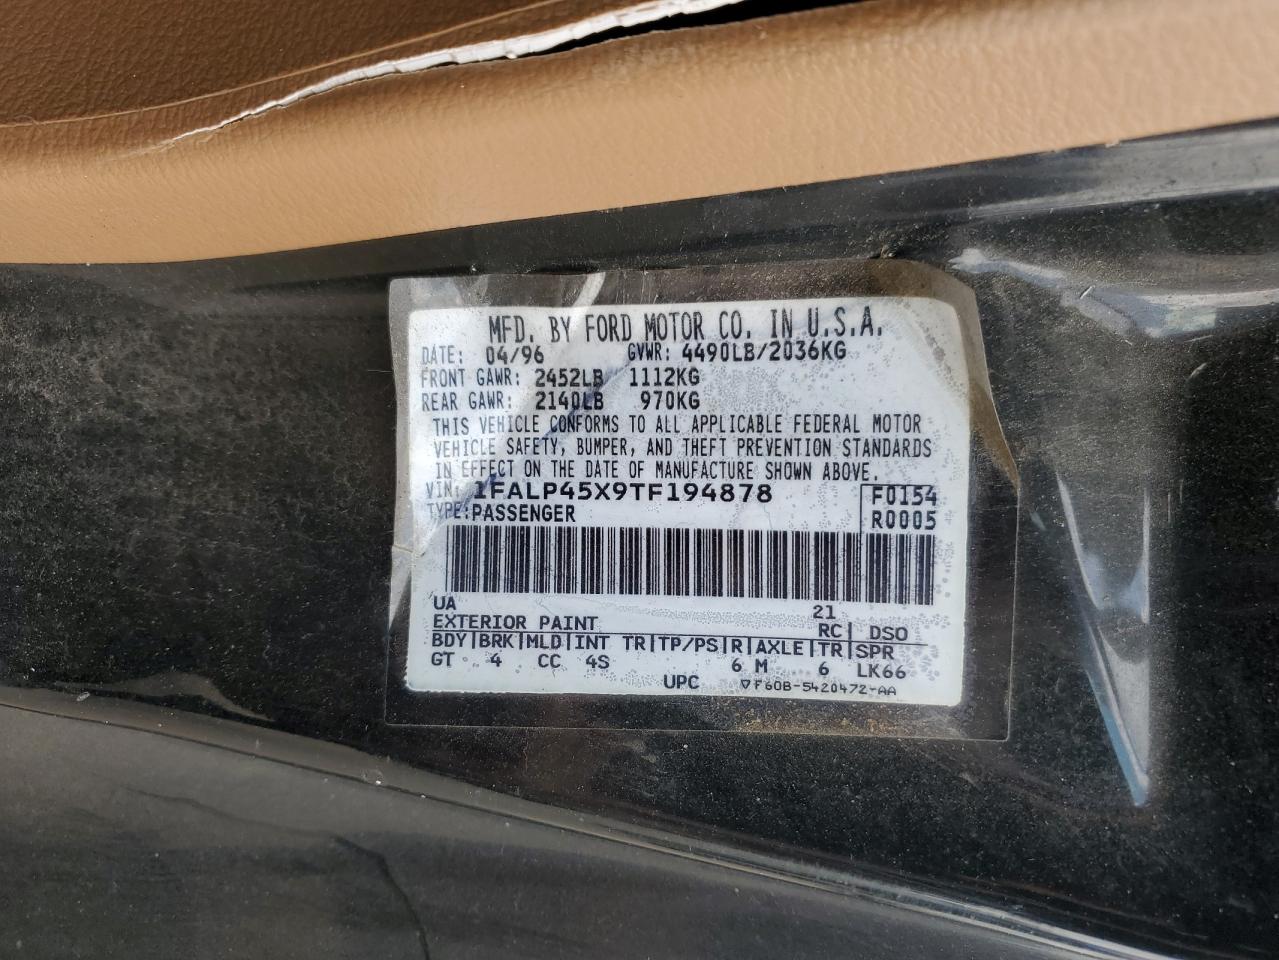 MFD. BY FORD MOTOR CO. IN U.S.A.
DATE: 04/96 GVWR: 4490LB/2036KG
FRONT GAWR: 2452LB 1112KG
REAR GAWR: 2140LB 970KG
THIS VEHICLE CONFORMS TO ALL APPLICABLE FEDERAL MOTOR
VEHICLE SAFETY, BUMPER, AND THEFT PREVENTION STANDARDS
IN EFFECT ON THE DATE OF MANUFACTURE SHOWN ABOVE.
VIN: 1FALP45X9TF194878 F0154
TYPE: PASSENGER R0005
UA 21
EXTERIOR PAINT RC| DSO
BDY|BRK|MLD|INT TR|TP/PS|R|AXLE|TR|SPR
GT 4 CC 4S 6 M 6 LK66
UPC ▽F60B-5420472-AA